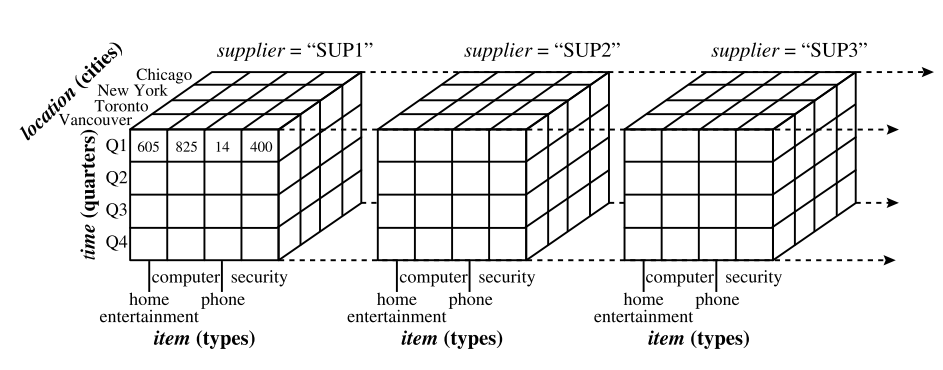 supplier = “SUP1”
supplier = “SUP2”
supplier = “SUP3”
location (cities)
Chicago
New York
Toronto
Vancouver
time (quarters)
Q1 605 825 14 400
Q2
Q3
Q4
computer security
home phone
entertainment
item (types)
computer security
home phone
entertainment
item (types)
computer security
home phone
entertainment
item (types)